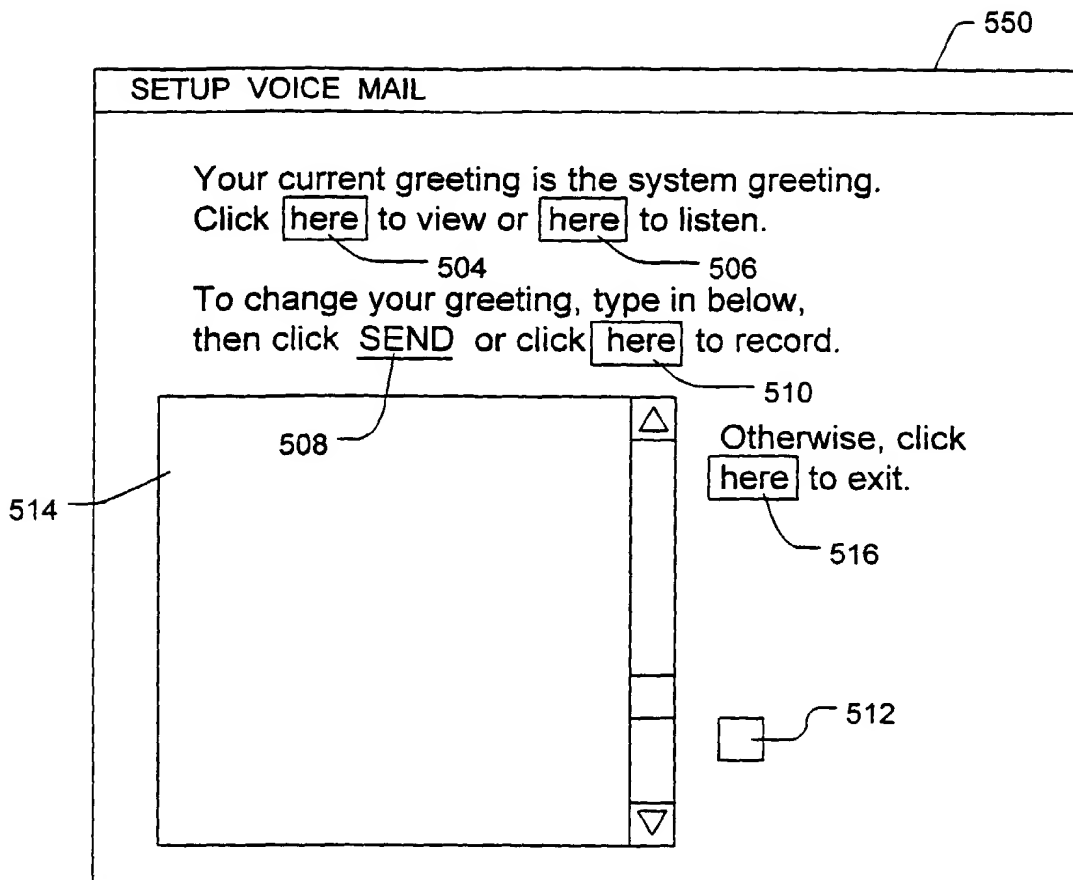 550
SETUP VOICE MAIL
Your current greeting is the system greeting.
Click here to view or here to listen.
504
506
To change your greeting, type in below,
then click SEND or click here to record.
510
508
Otherwise, click
here to exit.
514
516
512